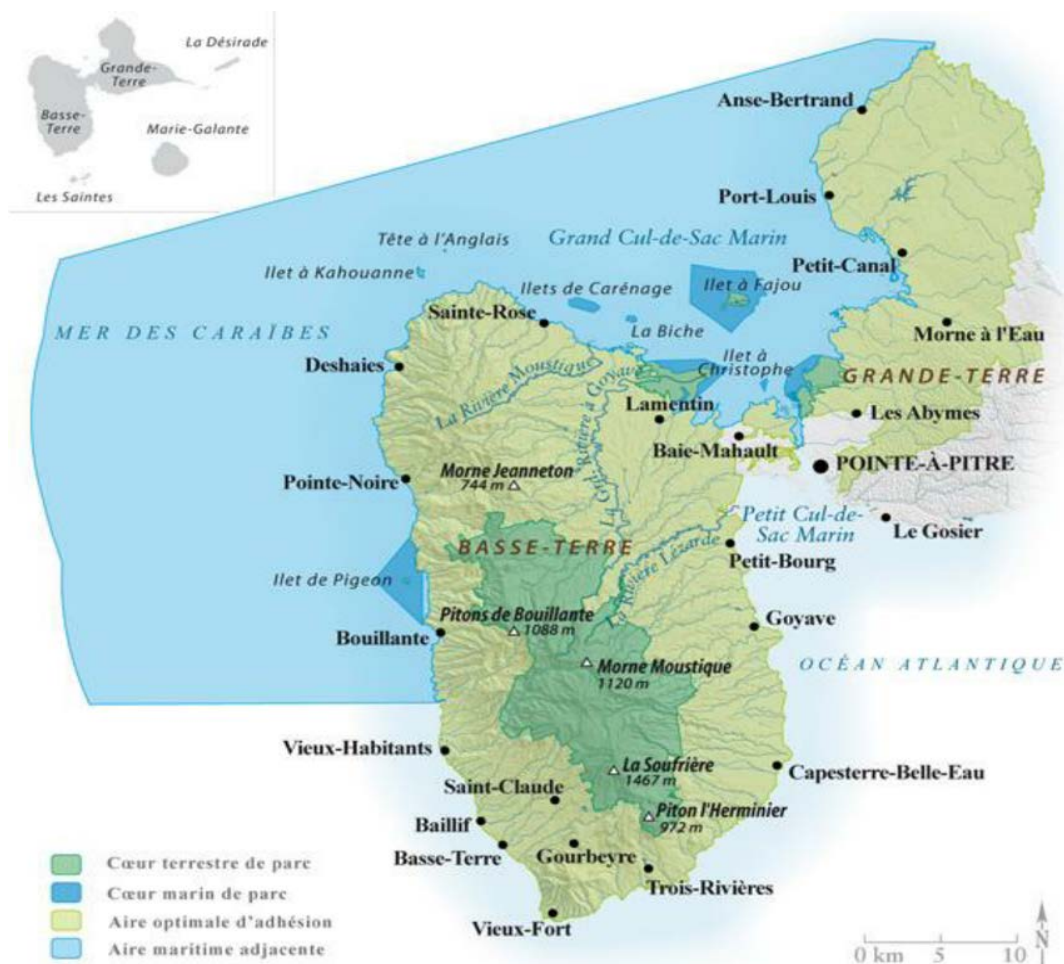 La Désirade
Grande-
Terre
Basse-
Terre
Marie-Galante
Les Saintes
Anse-Bertrand
Port-Louis
Tête à l'Anglais
Grand Cul-de-Sac Marin
Petit-Canal
Ilet à Kahouanne
Ilets de Carénage
Ilet à
Fajou
Sainte-Rose
MER DES CARAÏBES
La Biche
Morne à l'Eau
Deshaies
Ilet à
Christophe
La Rivière Moustique
La Gde Rivière à Goyave
GRANDE-TERRE
Lamentin
Les Abymes
Baie-Mahault
Morne Jeanneton
744 m
POINTE-À-PITRE
Pointe-Noire
Petit Cul-de-
Sac Marin
Le Gosier
BASSE-TERRE
La Rivière Lézarde
Petit-Bourg
Ilet de Pigeon
Pitons de Bouillante
1088 m
Goyave
Bouillante
Morne Moustique
1120 m
OCÉAN ATLANTIQUE
Vieux-Habitants
La Soufrière
1467 m
Capesterre-Belle-Eau
Saint-Claude
Piton l'Herminier
972 m
Baillif
Basse-Terre
Gourbeyre
Trois-Rivières
Vieux-Fort
Cœur terrestre de parc
Cœur marin de parc
Aire optimale d'adhésion
Aire maritime adjacente
0 km 5 10
N